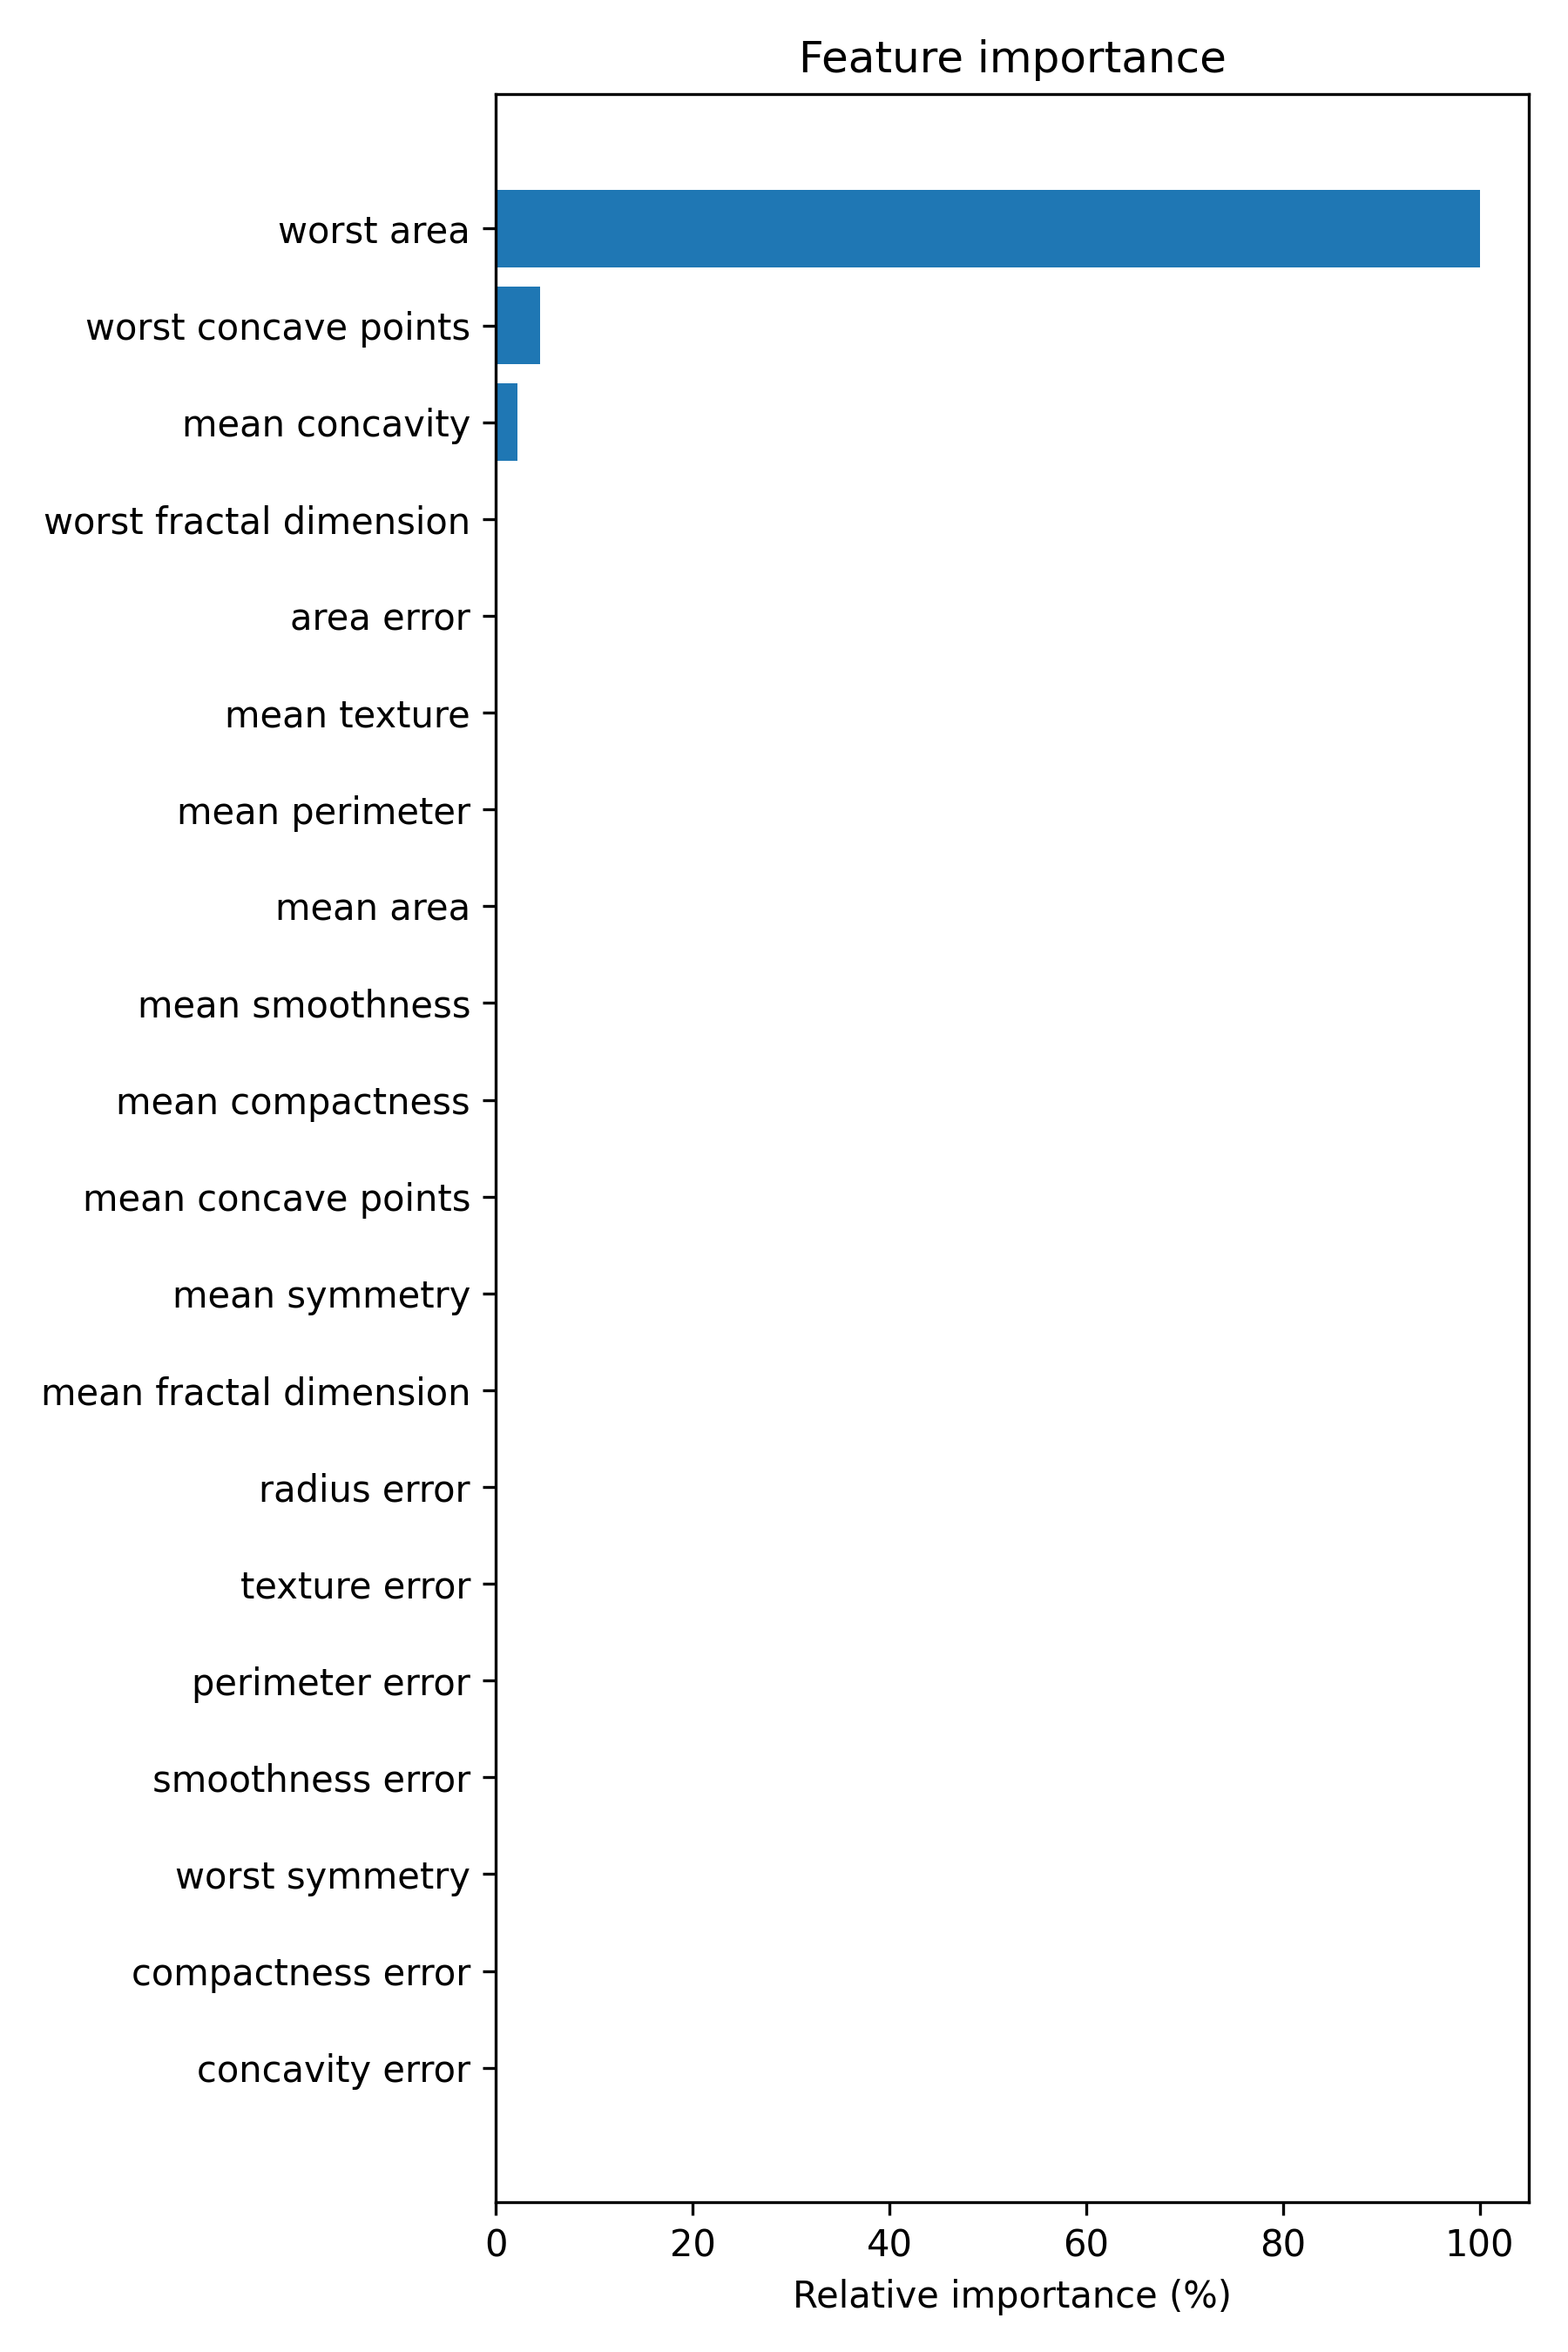 Feature importance
worst area
worst concave points
mean concavity
worst fractal dimension
area error
mean texture
mean perimeter
mean area
mean smoothness
mean compactness
mean concave points
mean symmetry
mean fractal dimension
radius error
texture error
perimeter error
smoothness error
worst symmetry
compactness error
concavity error
0 20 40 60 80 100
Relative importance (%)